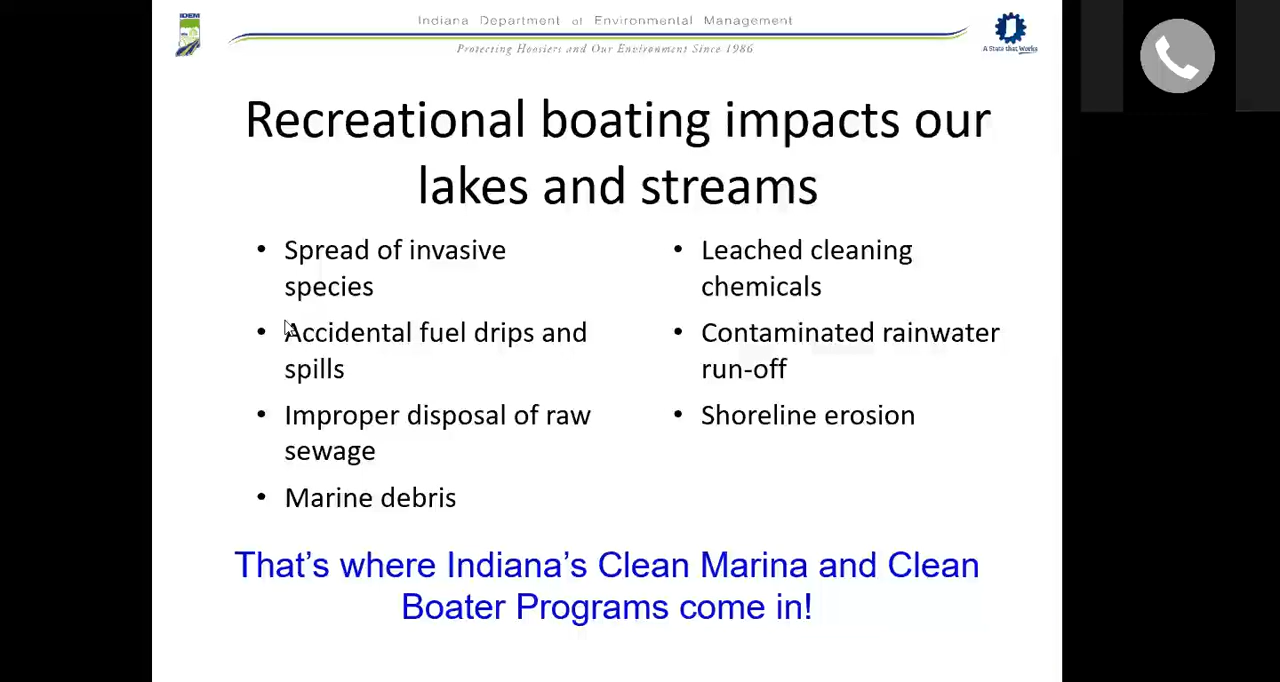 IDEM
Indiana Department of Environmental Management
Protecting Hoosiers and Our Environment Since 1986
A State that Works
Recreational boating impacts our
lakes and streams
• Spread of invasive
species
• Accidental fuel drips and
spills
• Improper disposal of raw
sewage
• Marine debris
• Leached cleaning
chemicals
• Contaminated rainwater
run-off
• Shoreline erosion
That's where Indiana's Clean Marina and Clean
Boater Programs come in!